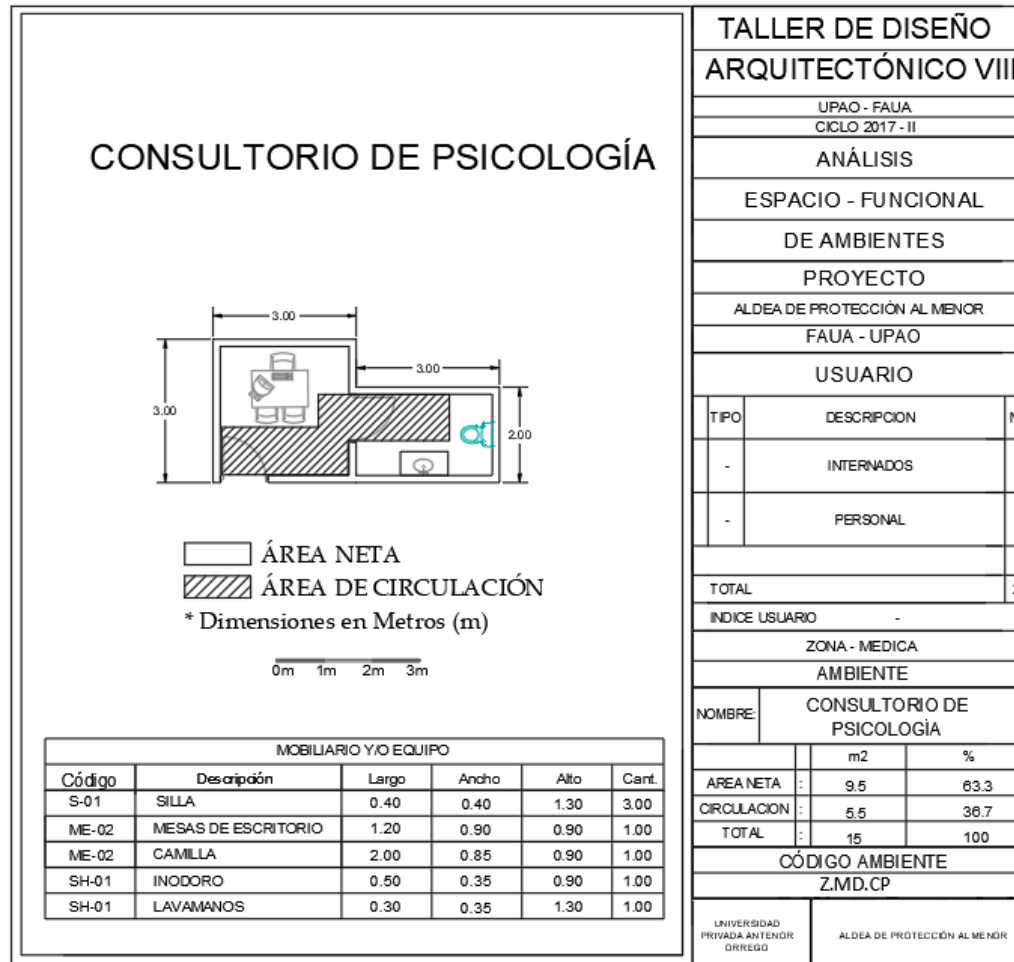 CONSULTORIO DE PSICOLOGÍA
3.00
3.00
3.00
2.00
ÁREA NETA
ÁREA DE CIRCULACIÓN
* Dimensiones en Metros (m)
0m 1m 2m 3m
MOBILIARIO Y/O EQUIPO
Código Descripción Largo Ancho Alto Cant.
S-01 SILLA 0.40 0.40 1.30 3.00
ME-02 MESAS DE ESCRITORIO 1.20 0.90 0.90 1.00
ME-02 CAMILLA 2.00 0.85 0.90 1.00
SH-01 INODORO 0.50 0.35 0.90 1.00
SH-01 LAVAMANOS 0.30 0.35 1.30 1.00
TALLER DE DISEÑO
ARQUITECTÓNICO VIII
UPAO - FAUA
CICLO 2017 - II
ANÁLISIS
ESPACIO - FUNCIONAL
DE AMBIENTES
PROYECTO
ALDEA DE PROTECCIÓN AL MENOR
FAUA - UPAO
USUARIO
TIPO DESCRIPCION
- INTERNADOS
- PERSONAL
TOTAL
INDICE USUARIO -
ZONA - MEDICA
AMBIENTE
NOMBRE: CONSULTORIO DE
PSICOLOGÌA
m2 %
AREA NETA : 9.5 63.3
CIRCULACION : 5.5 36.7
TOTAL : 15 100
CÓDIGO AMBIENTE
Z.MD.CP
UNIVERSIDAD
PRIVADA ANTENOR
ORREGO
ALDEA DE PROTECCIÓN AL MENOR